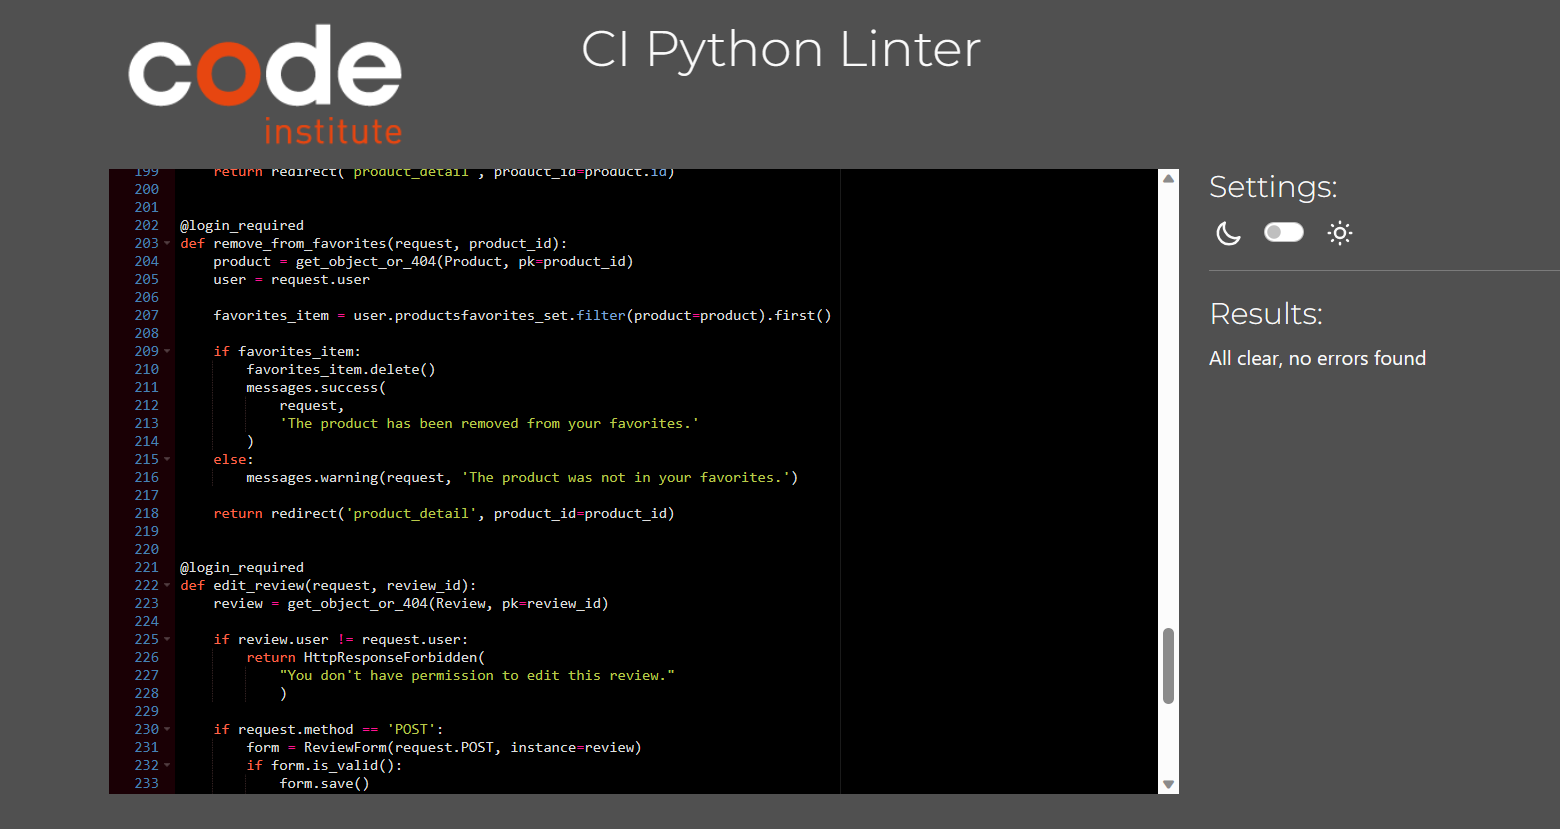 code
institute
CI Python Linter
199     return redirect('product_detail', product_id=product.id)
200
201
202 @login_required
203 def remove_from_favorites(request, product_id):
204     product = get_object_or_404(Product, pk=product_id)
205     user = request.user
206
207     favorites_item = user.productsfavorites_set.filter(product=product).first()
208
209     if favorites_item:
210         favorites_item.delete()
211         messages.success(
212             request,
213             'The product has been removed from your favorites.'
214         )
215     else:
216         messages.warning(request, 'The product was not in your favorites.')
217
218     return redirect('product_detail', product_id=product_id)
219
220
221 @login_required
222 def edit_review(request, review_id):
223     review = get_object_or_404(Review, pk=review_id)
224
225     if review.user != request.user:
226         return HttpResponseForbidden(
227             "You don't have permission to edit this review."
228             )
229
230     if request.method == 'POST':
231         form = ReviewForm(request.POST, instance=review)
232         if form.is_valid():
233             form.save()
Settings:
Results:
All clear, no errors found